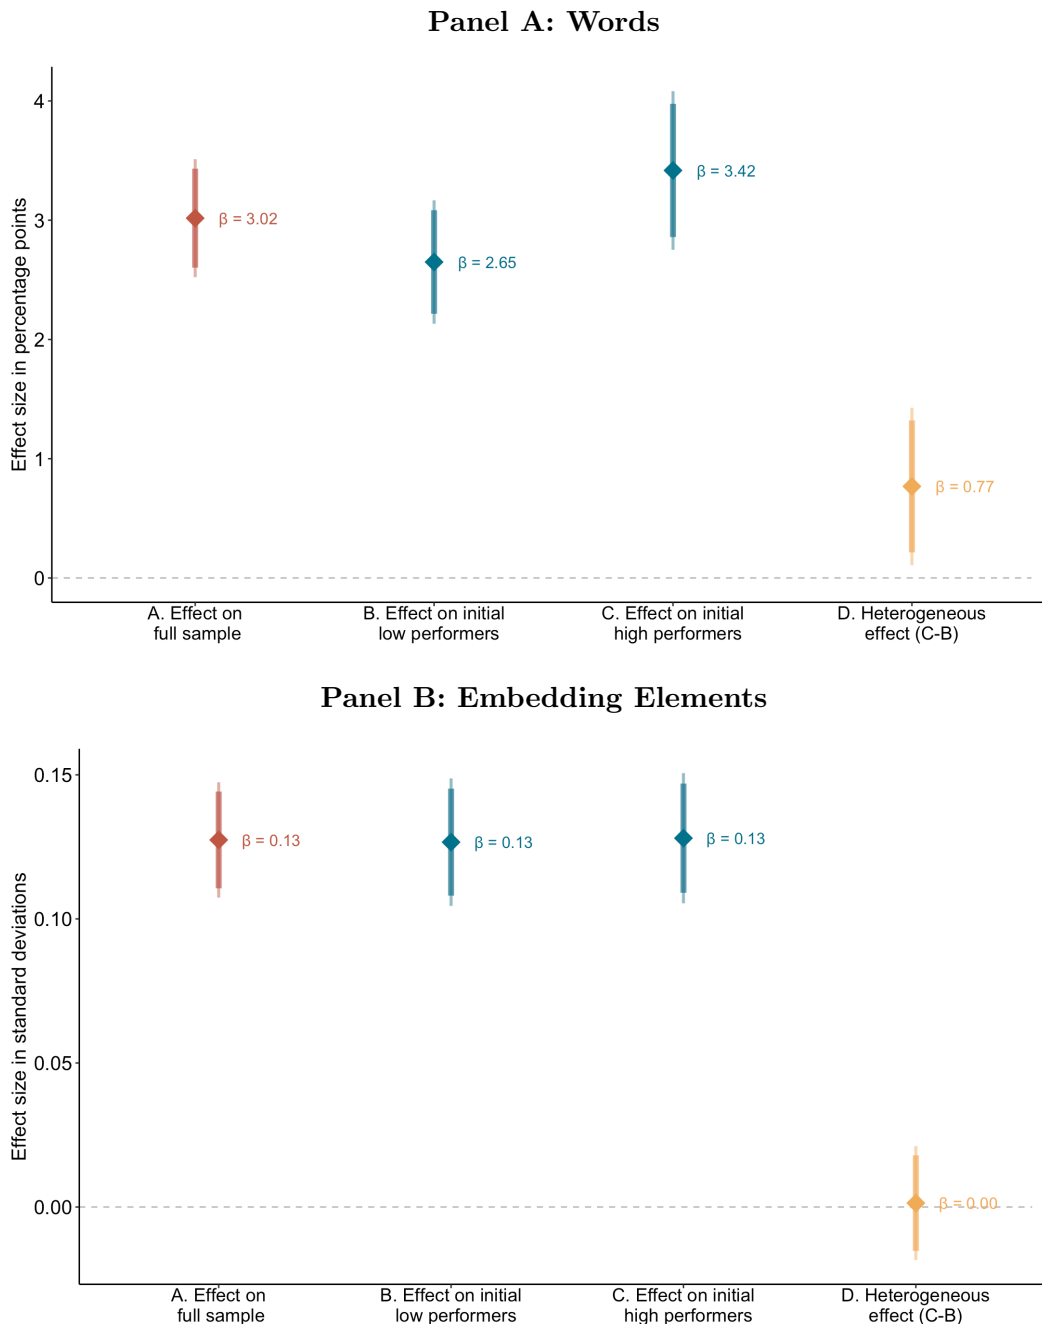 Panel A: Words
Effect size in percentage points
4
3
2
1
0
β = 3.02
β = 2.65
β = 3.42
β = 0.77
A. Effect on
full sample
B. Effect on initial
low performers
C. Effect on initial
high performers
D. Heterogeneous
effect (C-B)
Panel B: Embedding Elements
Effect size in standard deviations
0.15
0.10
0.05
0.00
β = 0.13
β = 0.13
β = 0.13
β = 0.00
A. Effect on
full sample
B. Effect on initial
low performers
C. Effect on initial
high performers
D. Heterogeneous
effect (C-B)